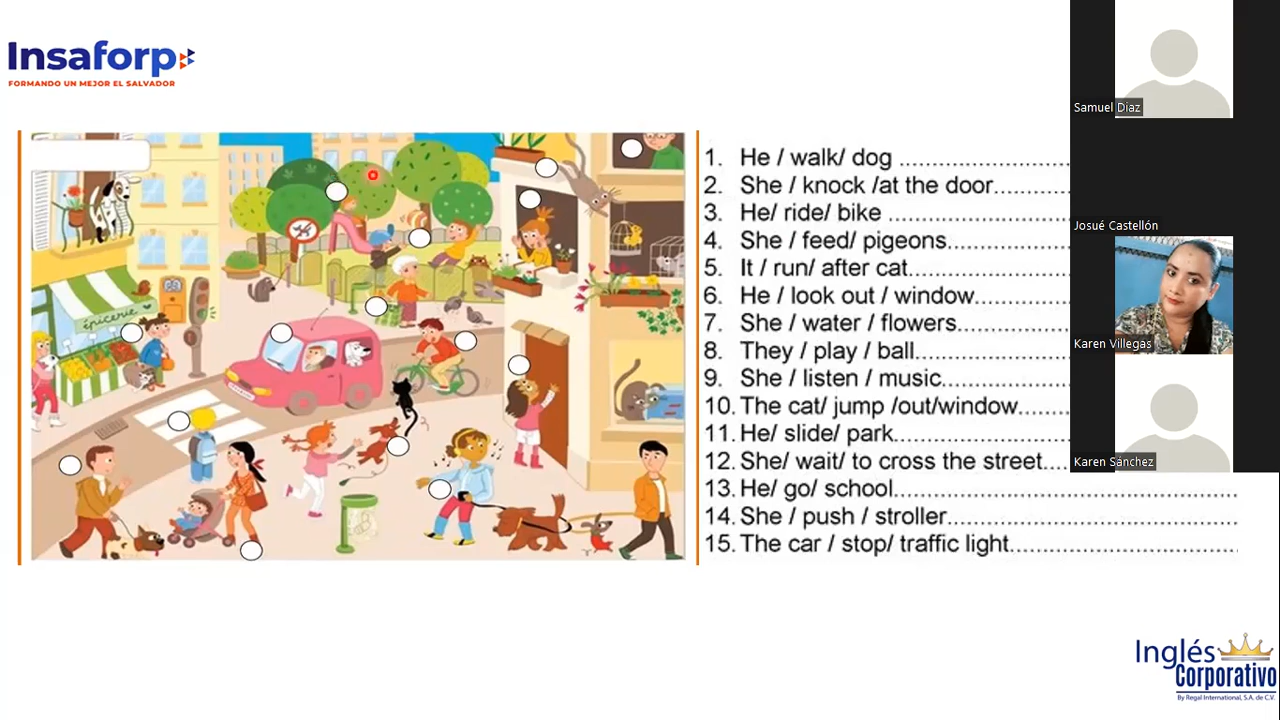 Insaforp
FORMANDO UN MEJOR EL SALVADOR
épicerie
1. He / walk/ dog ..............................
2. She / knock /at the door..............
3. He/ ride/ bike ................................
4. She / feed/ pigeons.....................
5. It / run/ after cat...........................
6. He / look out / window.................
7. She / water / flowers....................
8. They / play / ball..........................
9. She / listen / music......................
10. The cat/ jump /out/window.........
11. He/ slide/ park............................
12. She/ wait/ to cross the street....
13. He/ go/ school............................................................
14. She / push / stroller....................................................
15. The car / stop/ traffic light..........................................
Samuel Diaz
Josué Castellón
Karen Villegas
Karen Sánchez
Inglés
Corporativo
By Regal International, S.A. de C.V.